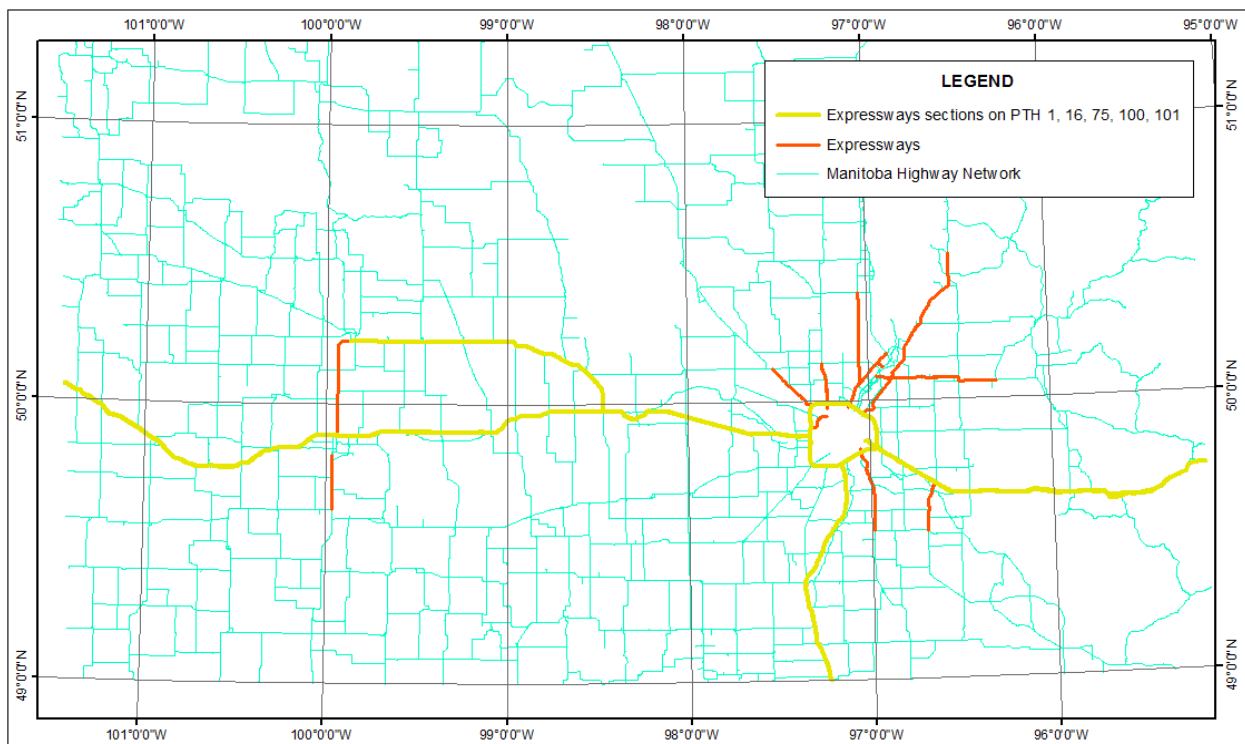 101°0'0"W 100°0'0"W 99°0'0"W 98°0'0"W 97°0'0"W 96°0'0"W 95°0'0"W
LEGEND
Expressways sections on PTH 1, 16, 75, 100, 101
Expressways
Manitoba Highway Network
51°0'0"N 51°0'0"N
50°0'0"N 50°0'0"N
49°0'0"N 49°0'0"N
101°0'0"W 100°0'0"W 99°0'0"W 98°0'0"W 97°0'0"W 96°0'0"W